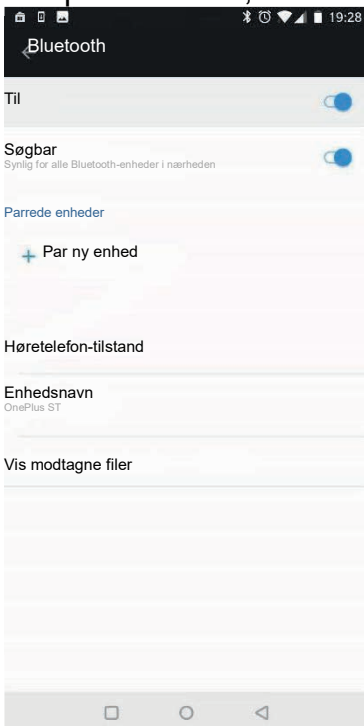 19:28
Bluetooth
Til
Søgbar
Synlig for alle Bluetooth-enheder i nærheden
Parrede enheder
+ Par ny enhed
Høretelefon-tilstand
Enhedsnavn
OnePlus ST
Vis modtagne filer